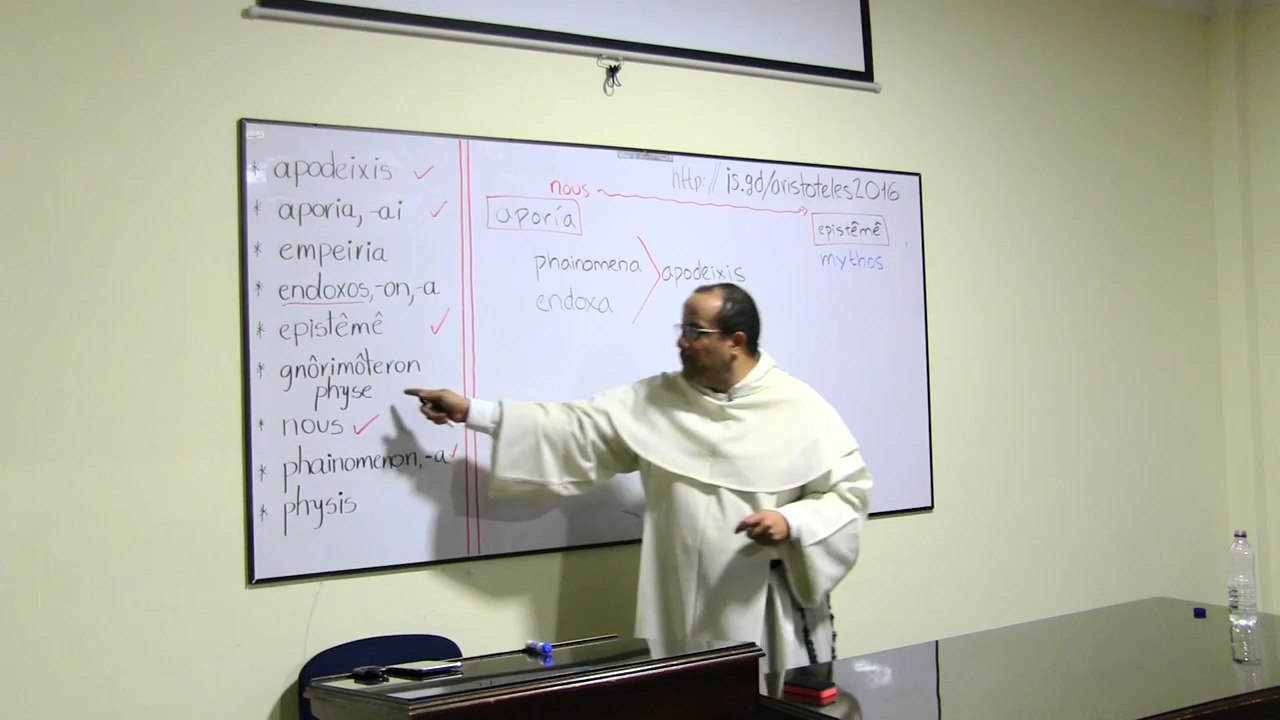 * apodeixis ✓
* aporia, -ai ✓
* empeiria
* endoxos,-on,-a
* epistêmê ✓
* gnôrimôteron
physe
* nous ✓
* phainomenon,-a ✓
* physis
http://is.gd/aristoteles2016
nous
aporía
epistêmê
mythos
phainomena
apodeixis
endoxa